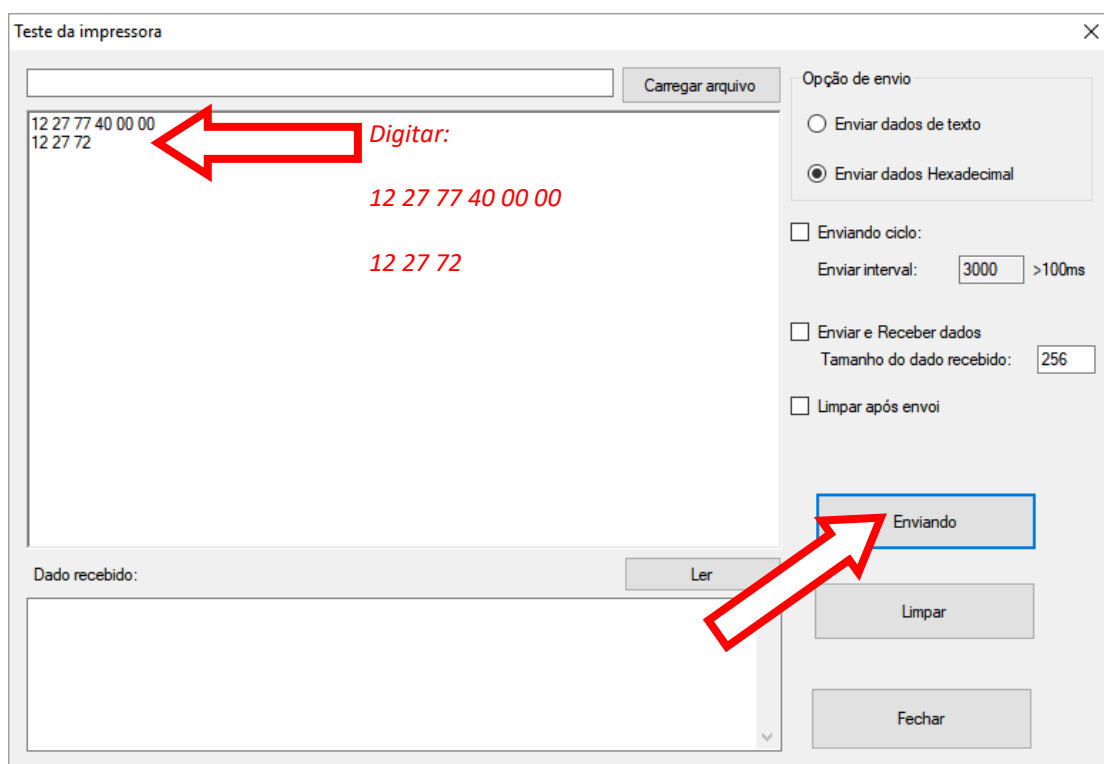 Teste da impressora
Carregar arquivo
Opção de envio
12 27 77 40 00 00
12 27 72
Digitar:
12 27 77 40 00 00
12 27 72
Enviar dados de texto
Enviar dados Hexadecimal
Enviando ciclo:
Enviar interval: 3000 >100ms
Enviar e Receber dados
Tamanho do dado recebido: 256
Limpar após envoi
Enviando
Dado recebido:
Ler
Limpar
Fechar